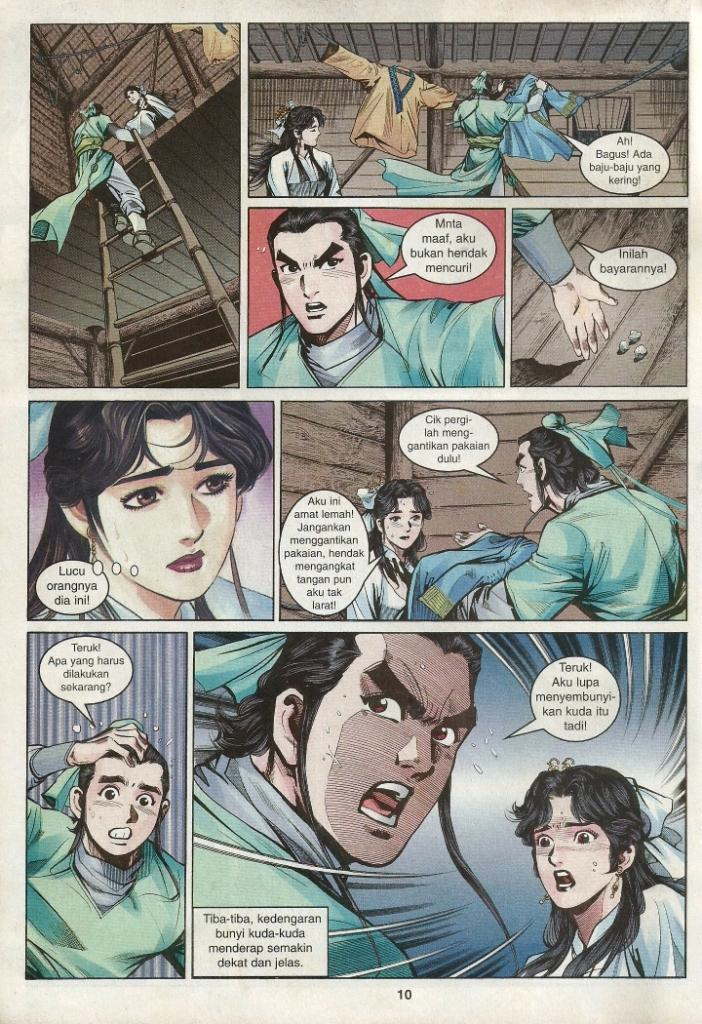 Ah!
Bagus! Ada
baju-baju yang
kering!
Mnta
maaf, aku
bukan hendak
mencuri!
Inilah
bayarannya!
Lucu
orangnya
dia ini!
Cik pergi-
lah meng-
gantikan pakaian
dulu!
Aku ini
amat lemah!
Jangankan
menggantikan
pakaian, hendak
mengangkat
tangan pun
aku tak
larat!
Teruk!
Apa yang harus
dilakukan
sekarang?
Teruk!
Aku lupa
menyembunyi-
kan kuda itu
tadi!
Tiba-tiba, kedengaran
bunyi kuda-kuda
menderap semakin
dekat dan jelas.
10